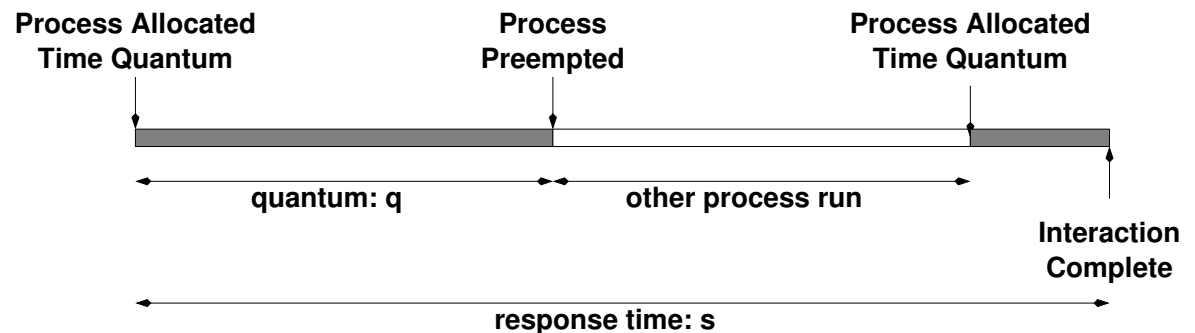 Process Allocated
Time Quantum
Process
Preempted
Process Allocated
Time Quantum
quantum: q
other process run
Interaction
Complete
response time: s